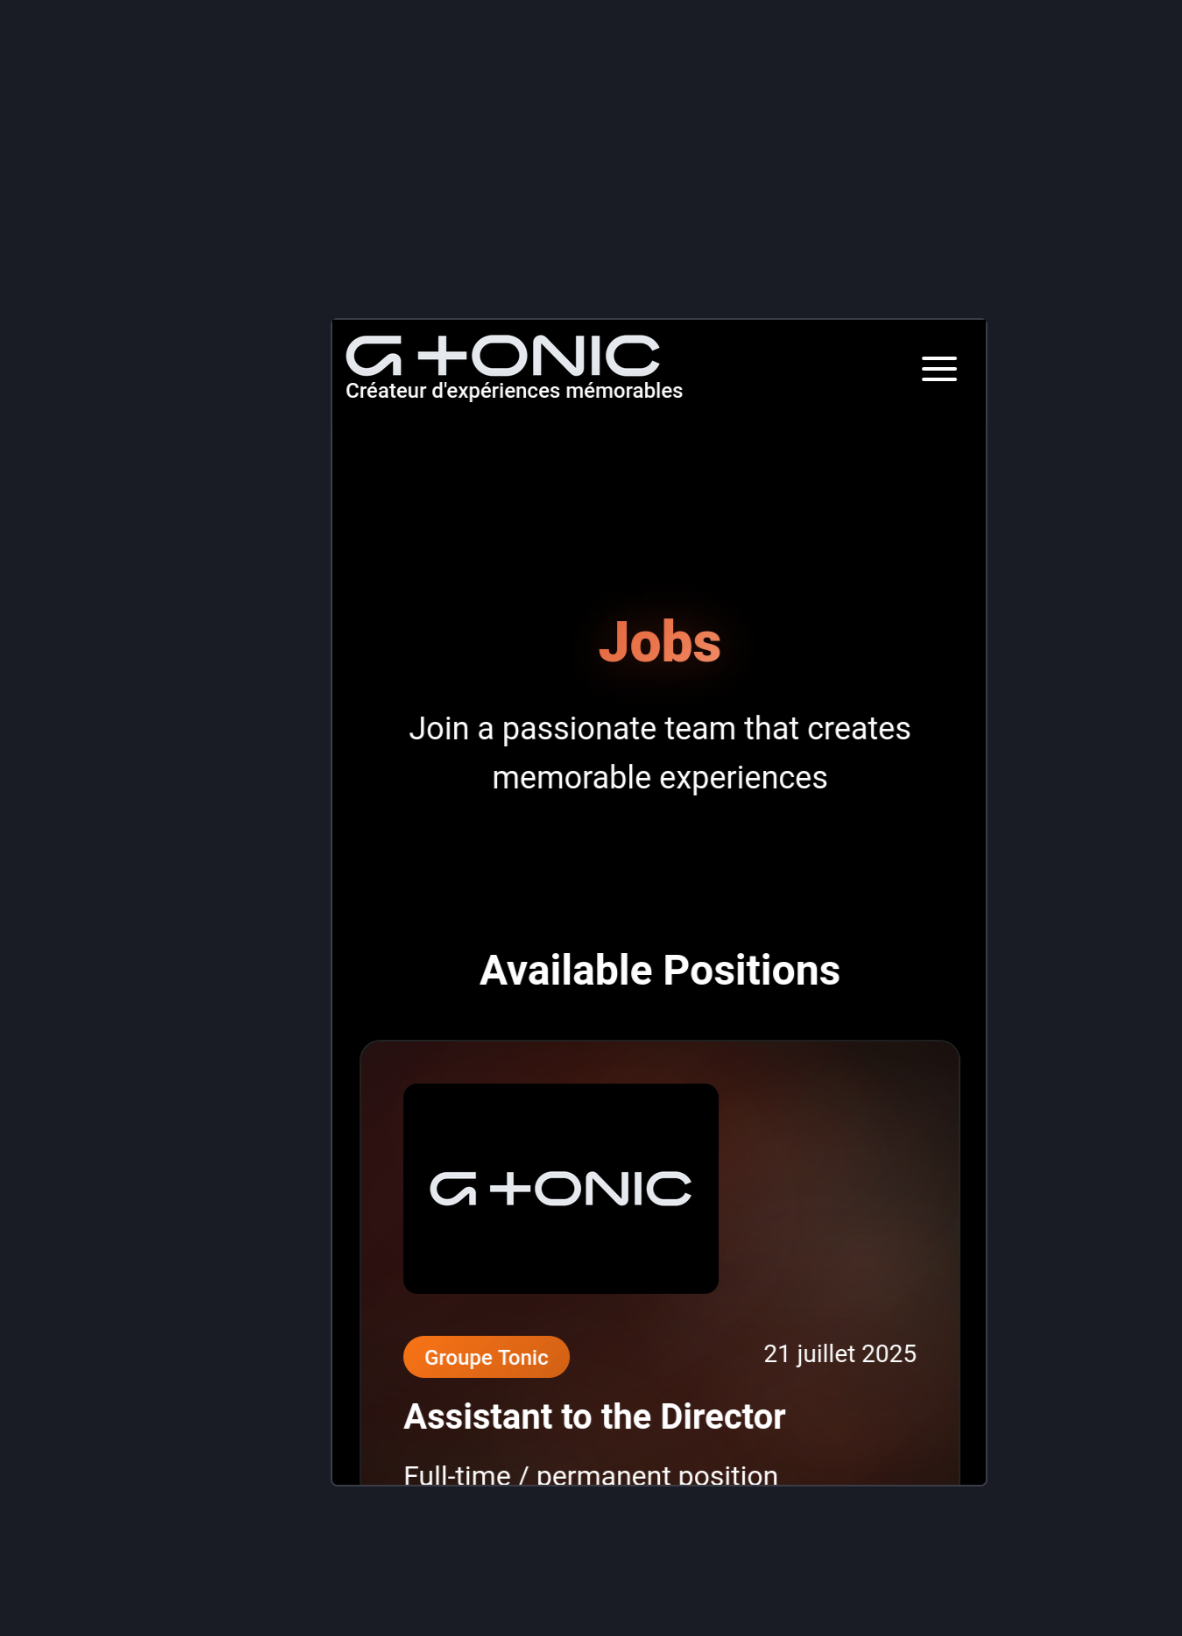 G+ONIC
Créateur d'expériences mémorables
Jobs
Join a passionate team that creates
memorable experiences
Available Positions
G+ONIC
Groupe Tonic
21 juillet 2025
Assistant to the Director
Full-time / permanent position